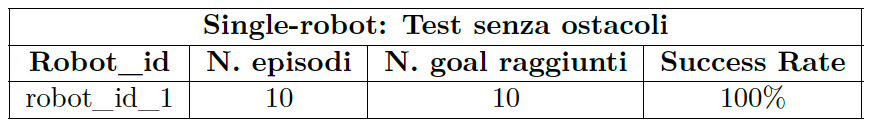 Single-robot: Test senza ostacoli
Robot_id N. episodi N. goal raggiunti Success Rate
robot_id_1 10 10 100%